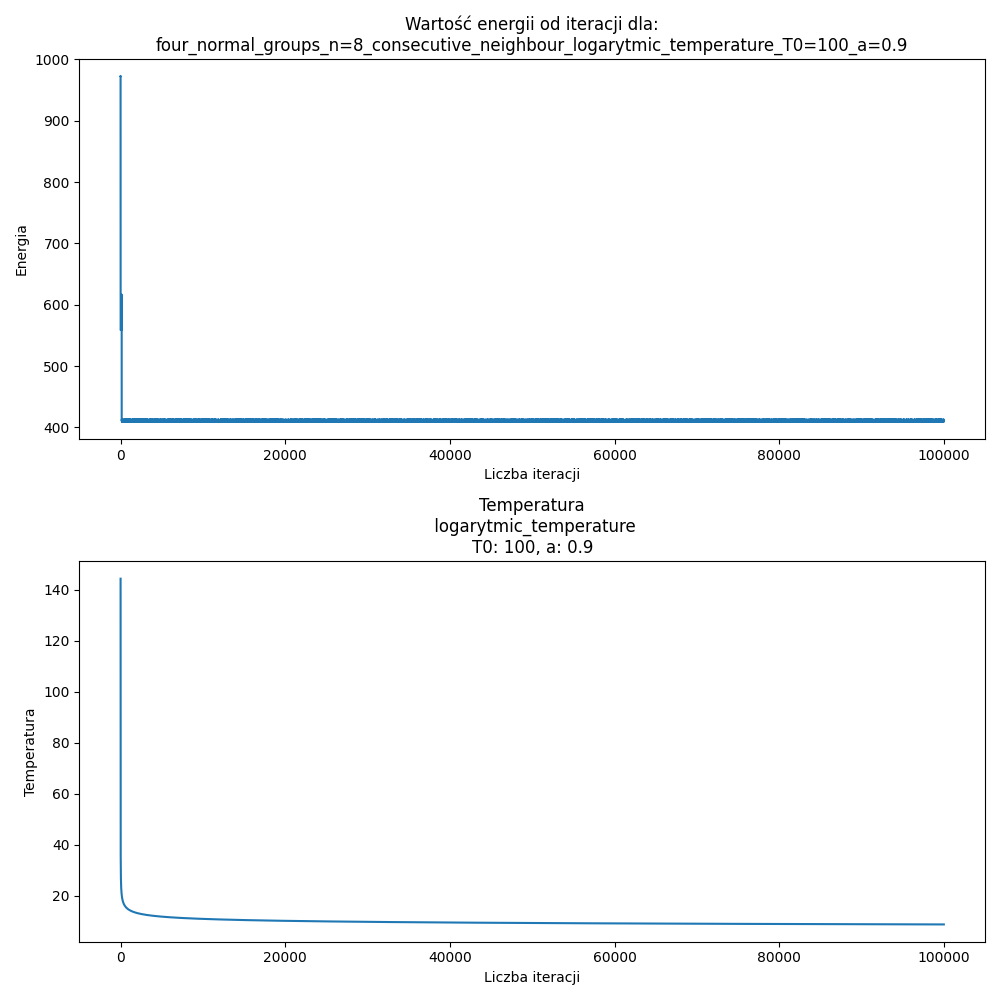 Wartość energii od iteracji dla:
four_normal_groups_n=8_consecutive_neighbour_logarytmic_temperature_T0=100_a=0.9
1000
900
800
700
600
500
400
Energia
0 20000 40000 60000 80000 100000
Liczba iteracji
Temperatura
logarytmic_temperature
T0: 100, a: 0.9
140
120
100
80
60
40
20
Temperatura
0 20000 40000 60000 80000 100000
Liczba iteracji